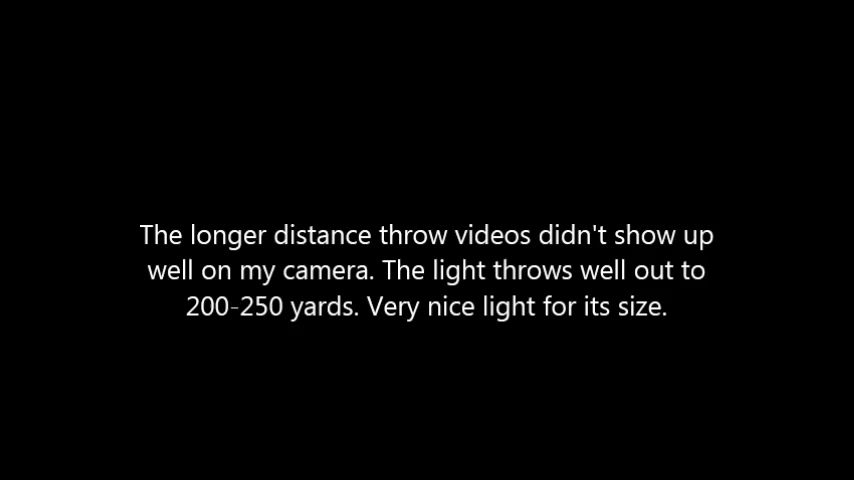 The longer distance throw videos didn't show up
well on my camera. The light throws well out to
200-250 yards. Very nice light for its size.